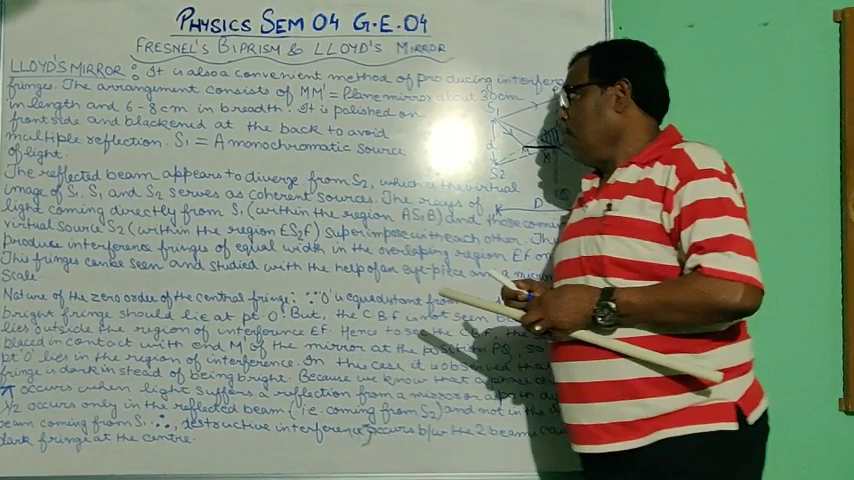 PHYSICS SEM 04 G.E.04
FRESNEL'S BIPRISM & LLOYD'S MIRROR
LLOYD'S MIRROR : It is also a convenient method of producing
fringes. The arrangement consists of MM' = Plane mirror about 30cm
in length and 6-8cm in breadth. It is polished on
front side and blackened at the back to avoid
multiple reflection. S1 = A monochromatic source
of light.
The reflected beam appears to diverge from S2, which is the virtual
image of S1. S1 and S2 serves as coherent sources. The rays of
light coming directly from S1 (within the region AS1B) and those
virtual source S2 (within the region ES2F) superimpose with each other.
produce interference fringes of equal width in the overlapping region EF
This fringes can be seen and studied with the help of an eye-piece and a
scale
Nature of the zero order of the central fringe: ∵ 'O' is equidistant from
bright fringe should lie at pt 'O'. But, the C.B.F is not seen
lies outside the region of interference EF. Hence to see the C.B.F the
placed in contact with end M' of the mirror at the position PQ, so
pt 'O' lies in the region of interference. In this case it is observed that
fringe is dark instead of being bright. Because we know that a
π occurs when light suffers a reflection from a mirror
λ/2 occurs only in the reflected beam (i.e. coming from S2) and not in the
beam coming from S1. ∴, destructive interference occurs b/w the 2 beams
dark fringe at the centre.
S1
d
S2
D